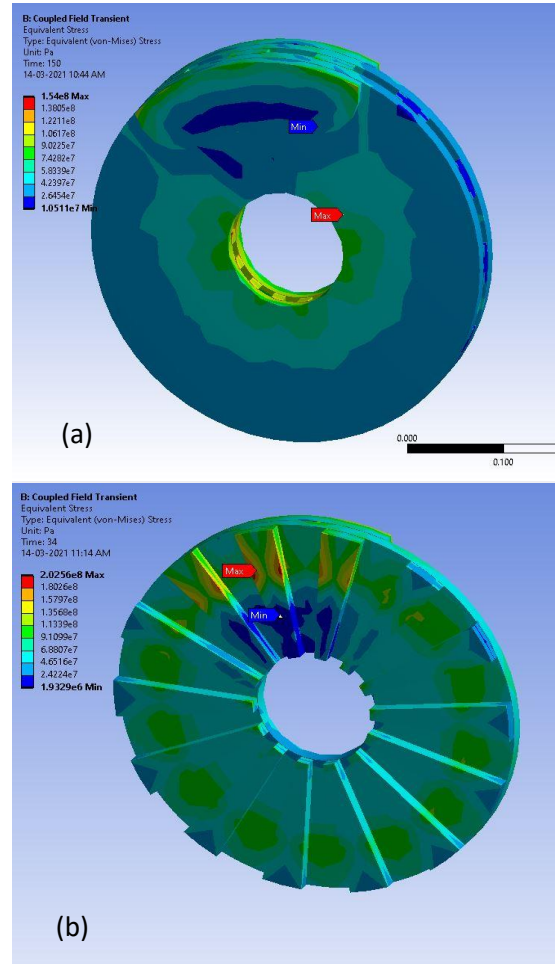 B: Coupled Field Transient
Equivalent Stress
Type: Equivalent (von-Mises) Stress
Unit: Pa
Time: 150
14-03-2021 10:44 AM
1.54e8 Max
1.3805e8
1.2211e8
1.0617e8
9.0225e7
7.4282e7
5.8339e7
4.2397e7
2.6454e7
1.0511e7 Min
Min
Max
(a)
0.000
0.100
B: Coupled Field Transient
Equivalent Stress
Type: Equivalent (von-Mises) Stress
Unit: Pa
Time: 34
14-03-2021 11:14 AM
2.0256e8 Max
1.8026e8
1.5797e8
1.3568e8
1.1339e8
9.1099e7
6.8807e7
4.6516e7
2.4224e7
1.9329e6 Min
Max
Min
(b)